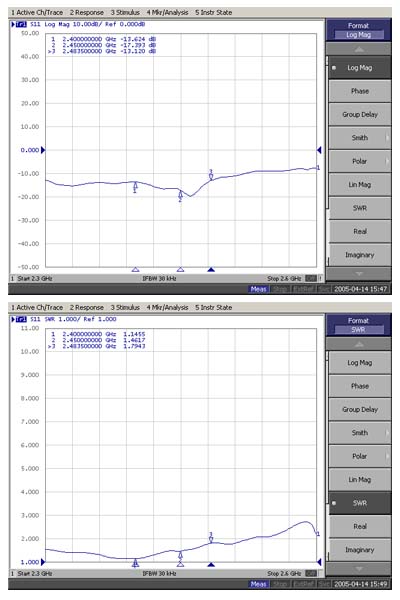 1 Active Ch/Trace 2 Response 3 Stimulus 4 Mkr/Analysis 5 Instr State
Tr1 S11 Log Mag 10.00dB/ Ref 0.000dB
50.00
1 2.400000000 GHz -13.624 dB
2 2.450000000 GHz -17.393 dB
>3 2.483500000 GHz -13.120 dB
40.00
30.00
20.00
10.00
0.000
-10.00
-20.00
-30.00
-40.00
-50.00
1
2
3
1
1 Start 2.3 GHz IFBW 30 kHz Stop 2.6 GHz
Meas Stop ExtRef Svc 2005-04-14 15:47
Format
Log Mag
Log Mag
Phase
Group Delay
Smith
Polar
Lin Mag
SWR
Real
Imaginary
1 Active Ch/Trace 2 Response 3 Stimulus 4 Mkr/Analysis 5 Instr State
Tr1 S11 SWR 1.000/ Ref 1.000
11.00
1 2.400000000 GHz 1.1455
2 2.450000000 GHz 1.4617
>3 2.483500000 GHz 1.7943
10.00
9.000
8.000
7.000
6.000
5.000
4.000
3.000
2.000
1.000
3
1
1 Start 2.3 GHz IFBW 30 kHz Stop 2.6 GHz
Meas Stop ExtRef Svc 2005-04-14 15:49
Format
SWR
Log Mag
Phase
Group Delay
Smith
Polar
Lin Mag
SWR
Real
Imaginary